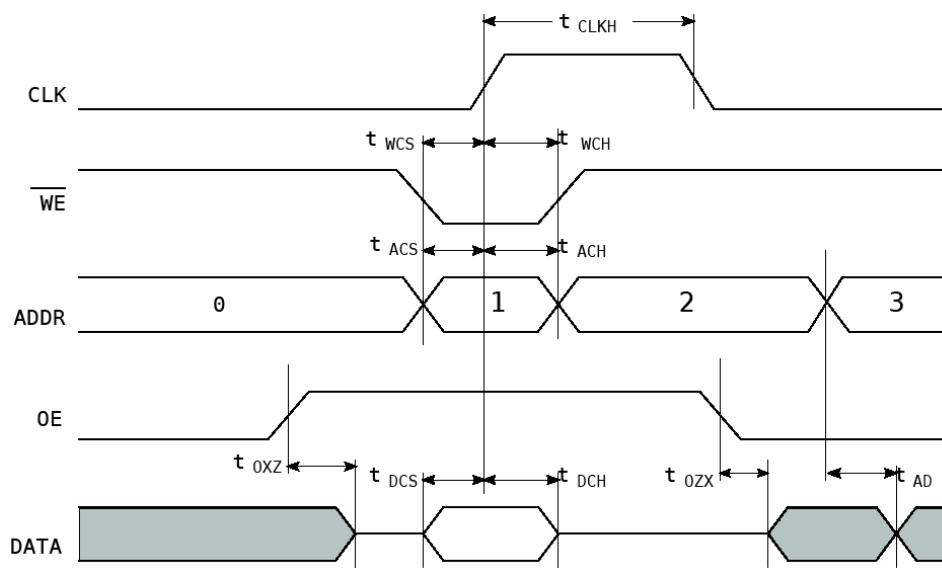 t CLKH
CLK
t WCS t WCH
WE
t ACS t ACH
ADDR 0 1 2 3
OE
t OXZ t DCS t DCH t OZX t AD
DATA